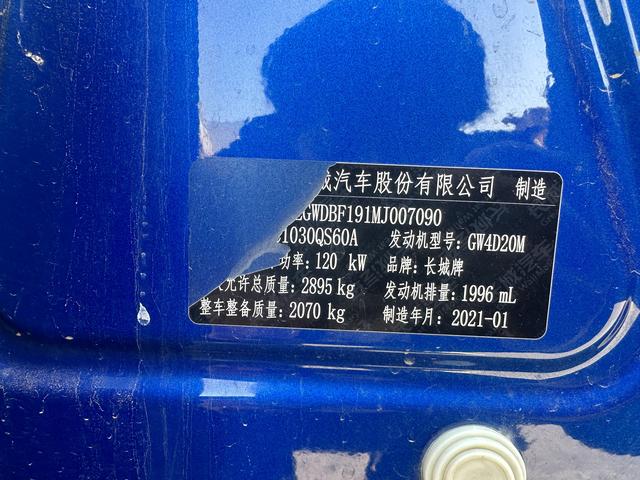 城汽车股份有限公司 制造
GWDBF191MJ007090
1030QS60A 发动机型号: GW4D20M
功率: 120 kW 品牌: 长城牌
允许总质量: 2895 kg 发动机排量: 1996 mL
整车整备质量: 2070 kg 制造年月: 2021-01